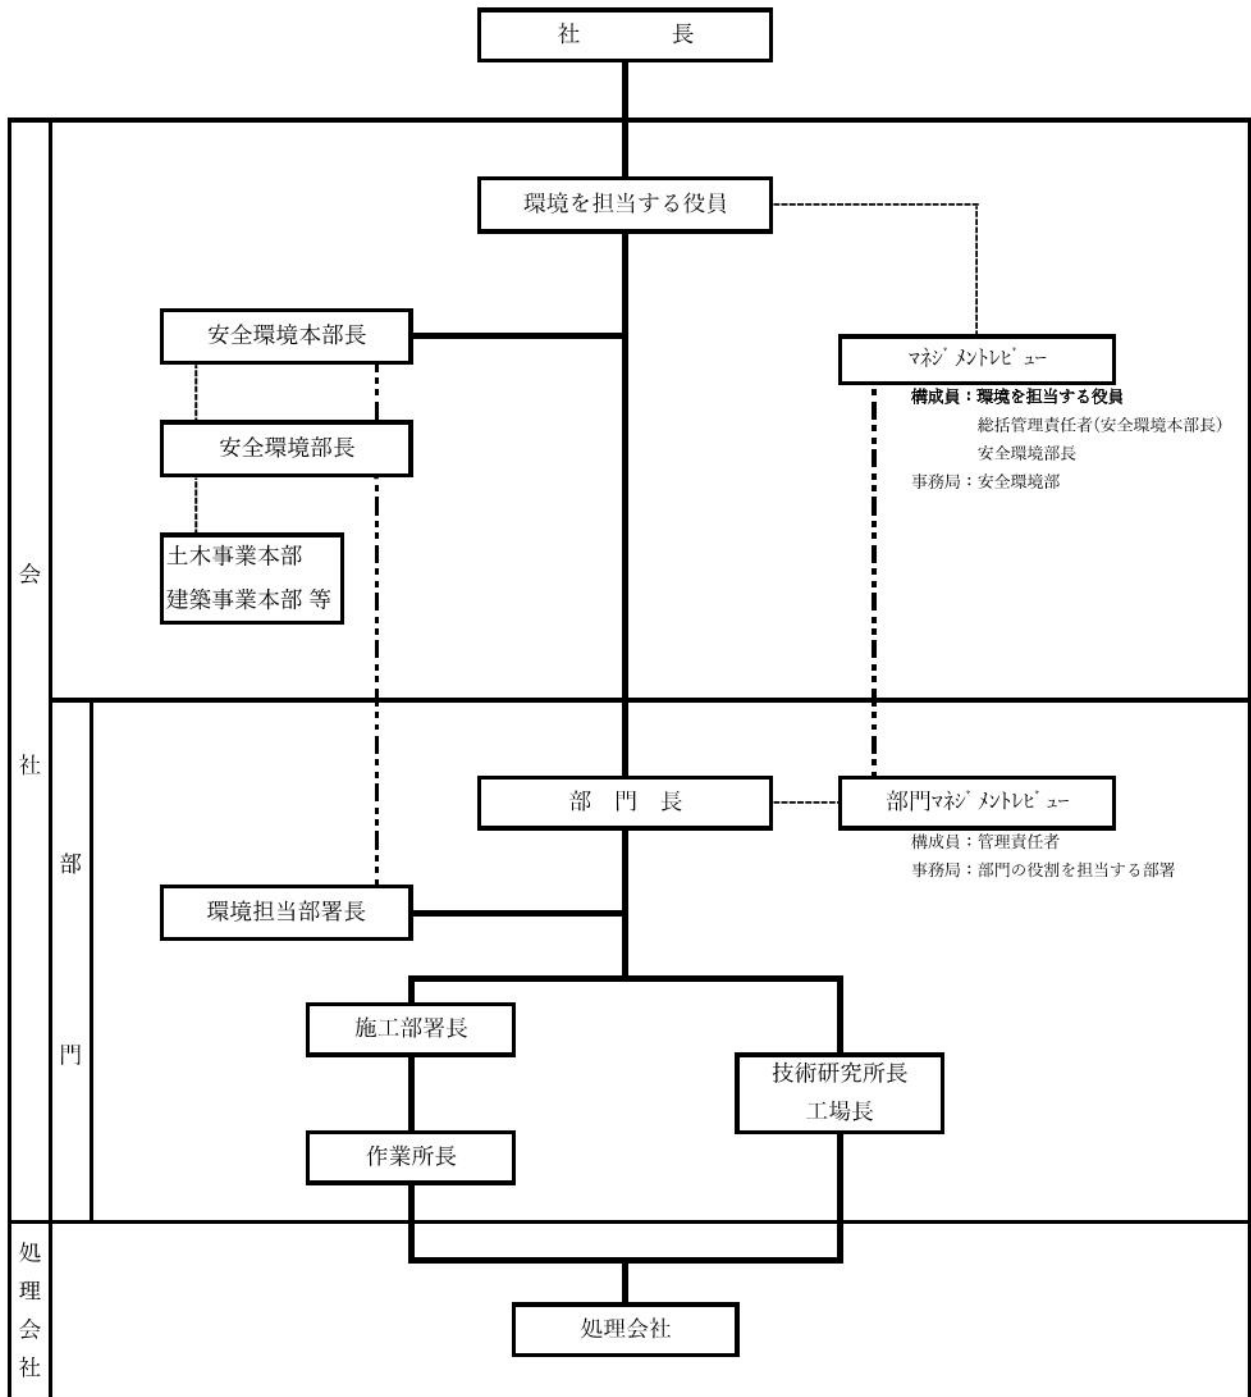 社　長
環境を担当する役員
安全環境本部長
マネジメントレビュー
構成員：環境を担当する役員
総括管理責任者(安全環境本部長)
安全環境部長
事務局：安全環境部
安全環境部長
土木事業本部
建築事業本部 等
会社
部門長
部門マネジメントレビュー
構成員：管理責任者
事務局：部門の役割を担当する部署
部門
環境担当部署長
施工部署長
技術研究所長
工場長
作業所長
処理会社
処理会社